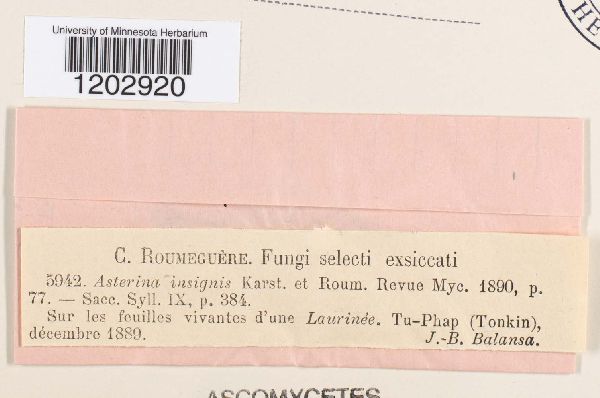 University of Minnesota Herbarium
1202920
HE
C. ROUMEGUÈRE. Fungi selecti exsiccati
5942. Asterina insignis Karst. et Roum. Revue Myc. 1890, p.
77. — Sacc. Syll. IX, p. 384.
Sur les feuilles vivantes d'une Laurinée. Tu-Phap (Tonkin),
décembre 1889.
J.-B. Balansa.
ASCOMYCETES